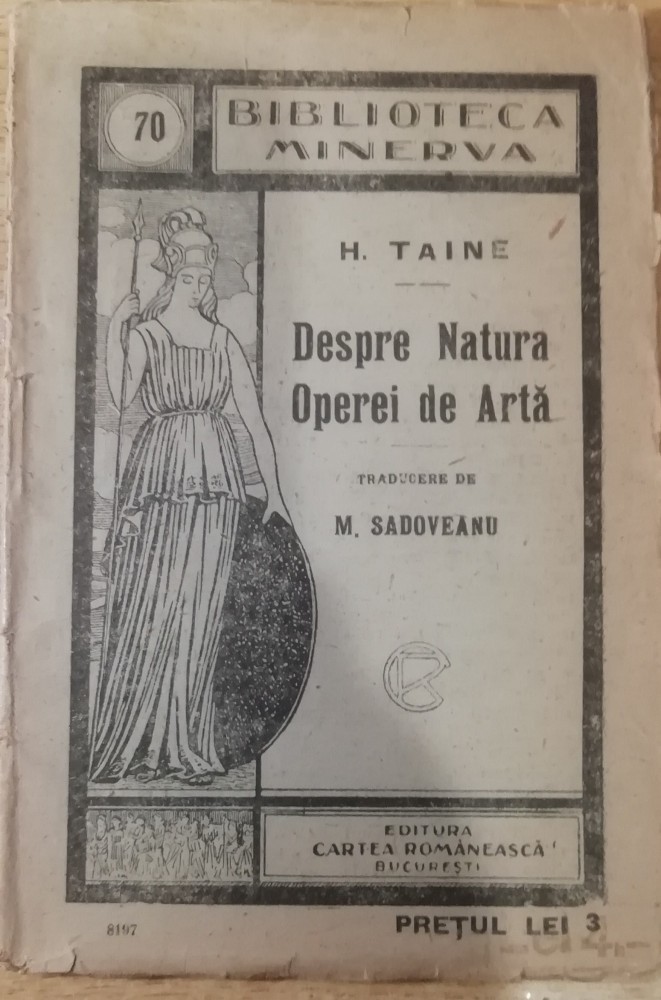 70
BIBLIOTECA
MINERVA
H. TAINE
Despre Natura
Operei de Artă
TRADUCERE DE
M. SADOVEANU
EDITURA
CARTEA ROMÂNEASCĂ
BUCUREȘTI
8197
PREȚUL LEI 3